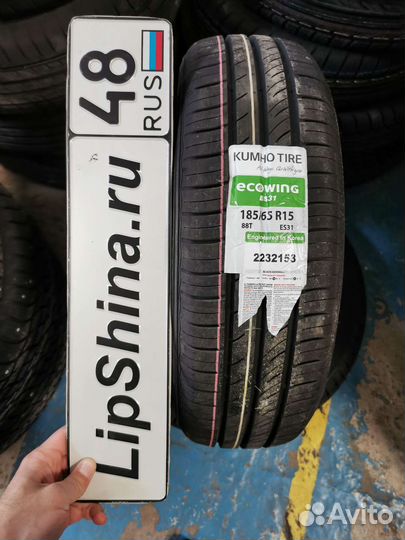 LipShina.ru
48
RUS
KUMHO TIRE
ecowing
ES31
185/65 R15
88T ES31
Engineered in Korea
2232153
Avito